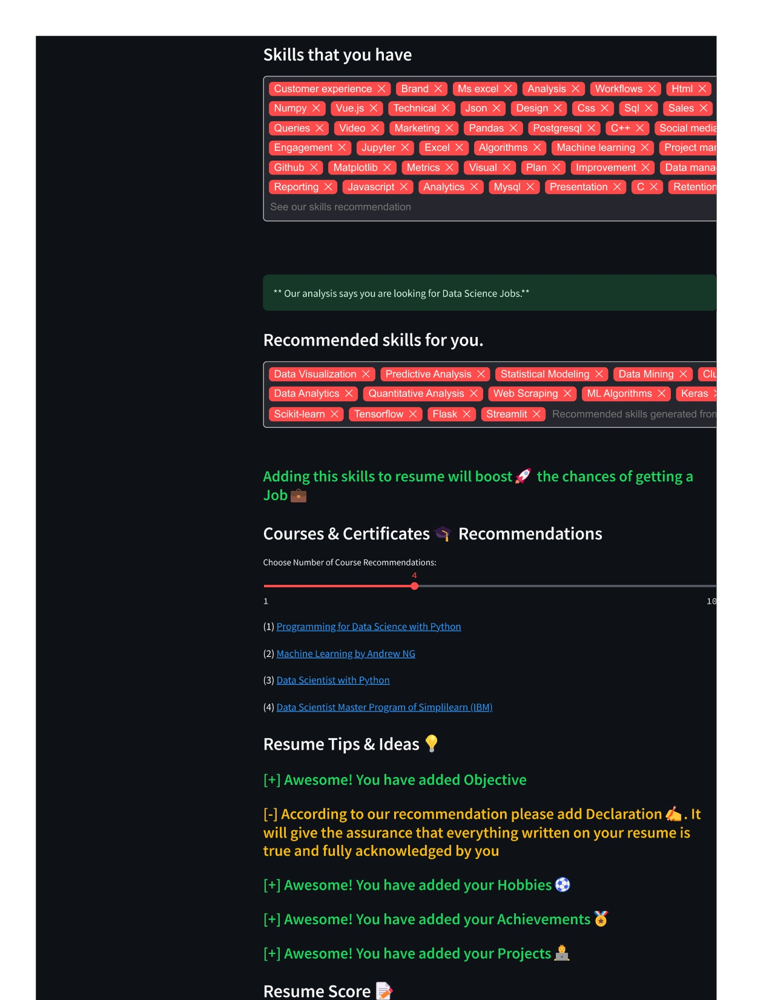 Skills that you have
Customer experience Brand Ms excel Analysis Workflows Html
Numpy Vue.js Technical Json Design Css Sql Sales
Queries Video Marketing Pandas Postgresql C++ Social media
Engagement Jupyter Excel Algorithms Machine learning Project
Github Matplotlib Metrics Visual Plan Improvement Data
Reporting Javascript Analytics Mysql Presentation C Retention
See our skills recommendation
** Our analysis says you are looking for Data Science Jobs.**
Recommended skills for you.
Data Visualization Predictive Analysis Statistical Modeling Data Mining
Data Analytics Quantitative Analysis Web Scraping ML Algorithms Keras
Scikit-learn Tensorflow Flask Streamlit Recommended skills generated from
Adding this skills to resume will boost🚀 the chances of getting a
Job💼
Courses & Certificates🎓 Recommendations
Choose Number of Course Recommendations:
4
1 10
(1) Programming for Data Science with Python
(2) Machine Learning by Andrew NG
(3) Data Scientist with Python
(4) Data Scientist Master Program of Simplilearn (IBM)
Resume Tips & Ideas💡
[+] Awesome! You have added Objective
[-] According to our recommendation please add Declaration✍. It
will give the assurance that everything written on your resume is
true and fully acknowledged by you
[+] Awesome! You have added your Hobbies⚽
[+] Awesome! You have added your Achievements🏅
[+] Awesome! You have added your Projects👨‍💻
Resume Score📝